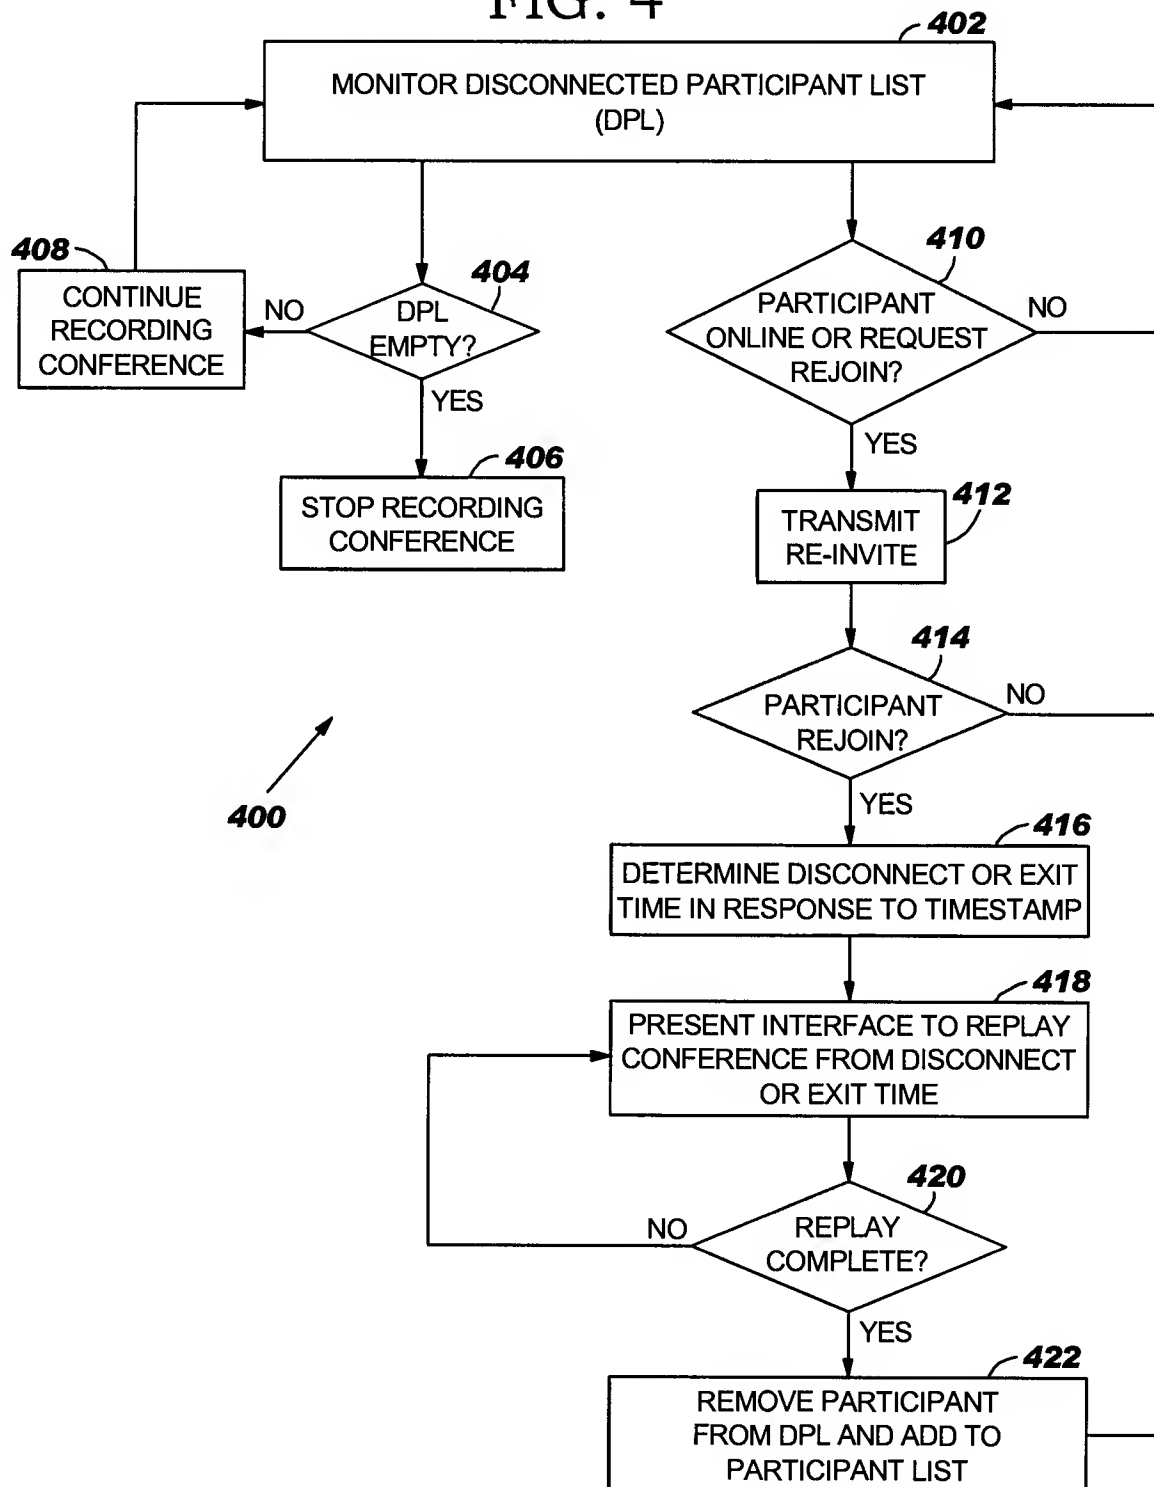 FIG. 4
402
MONITOR DISCONNECTED PARTICIPANT LIST
(DPL)
408
CONTINUE
RECORDING
CONFERENCE
NO
404
DPL
EMPTY?
YES
406
STOP RECORDING
CONFERENCE
410
PARTICIPANT
ONLINE OR REQUEST
REJOIN?
NO
YES
412
TRANSMIT
RE-INVITE
414
PARTICIPANT
REJOIN?
NO
YES
400
416
DETERMINE DISCONNECT OR EXIT
TIME IN RESPONSE TO TIMESTAMP
418
PRESENT INTERFACE TO REPLAY
CONFERENCE FROM DISCONNECT
OR EXIT TIME
420
REPLAY
COMPLETE?
NO
YES
422
REMOVE PARTICIPANT
FROM DPL AND ADD TO
PARTICIPANT LIST